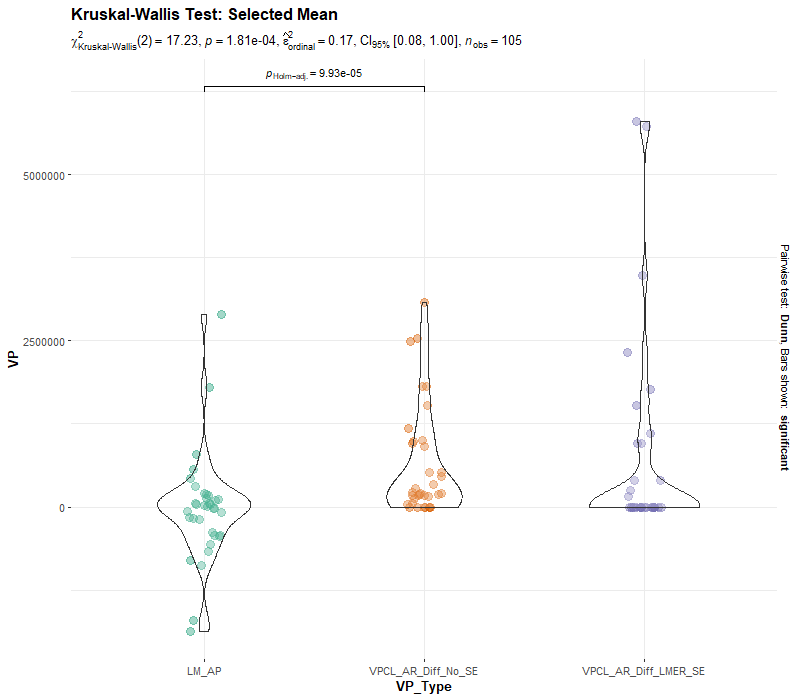 Kruskal-Wallis Test: Selected Mean
χ²Kruskal-Wallis(2) = 17.23, p = 1.81e-04, ε̂²ordinal = 0.17, CI95% [0.08, 1.00], nobs = 105
pHolm-adj. = 9.93e-05
5000000
2500000
0
VP
LM_AP
VPCL_AR_Diff_No_SE
VPCL_AR_Diff_LMER_SE
VP_Type
Pairwise test: Dunn, Bars shown: significant